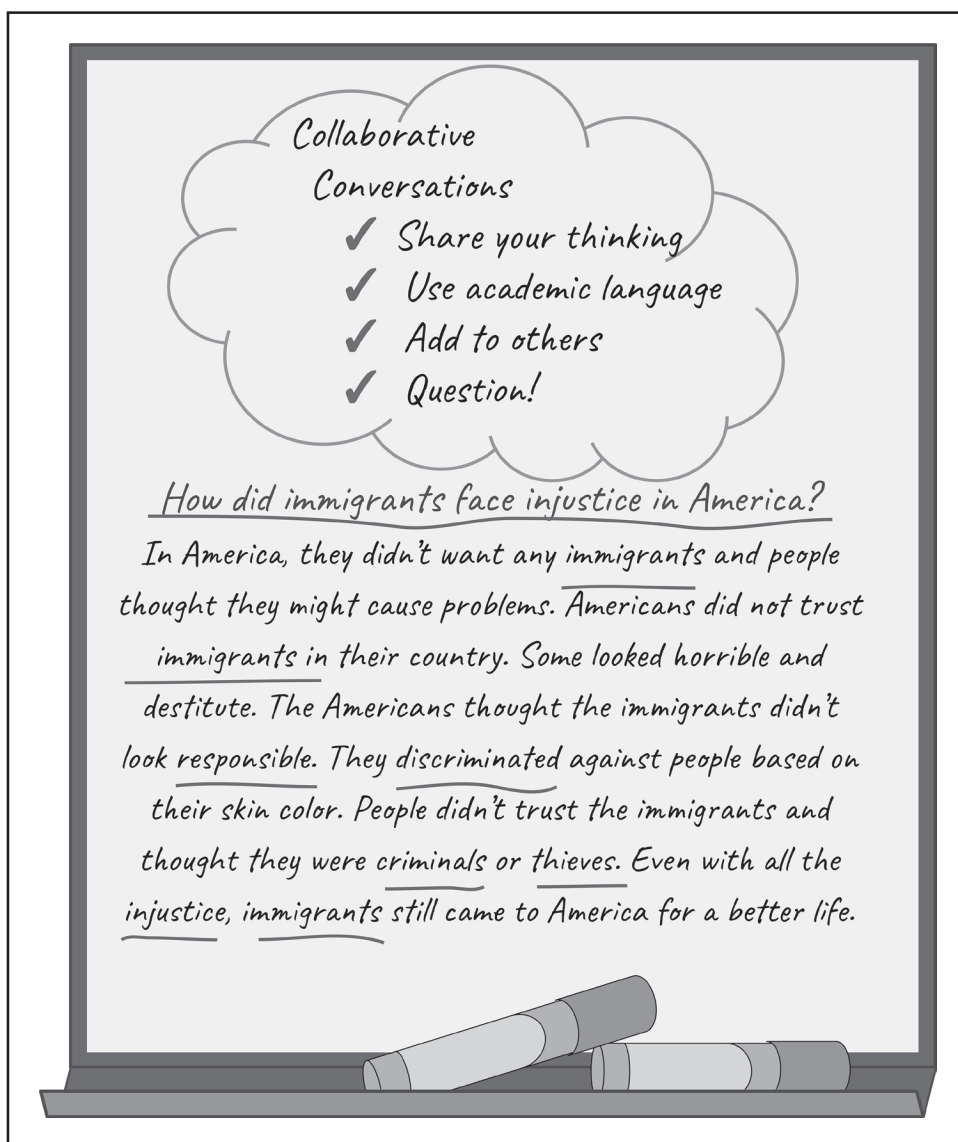 Collaborative
Conversations
✔ Share your thinking
✔ Use academic language
✔ Add to others
✔ Question!
How did immigrants face injustice in America?
In America, they didn't want any immigrants and people
thought they might cause problems. Americans did not trust
immigrants in their country. Some looked horrible and
destitute. The Americans thought the immigrants didn't
look responsible. They discriminated against people based on
their skin color. People didn't trust the immigrants and
thought they were criminals or thieves. Even with all the
injustice, immigrants still came to America for a better life.